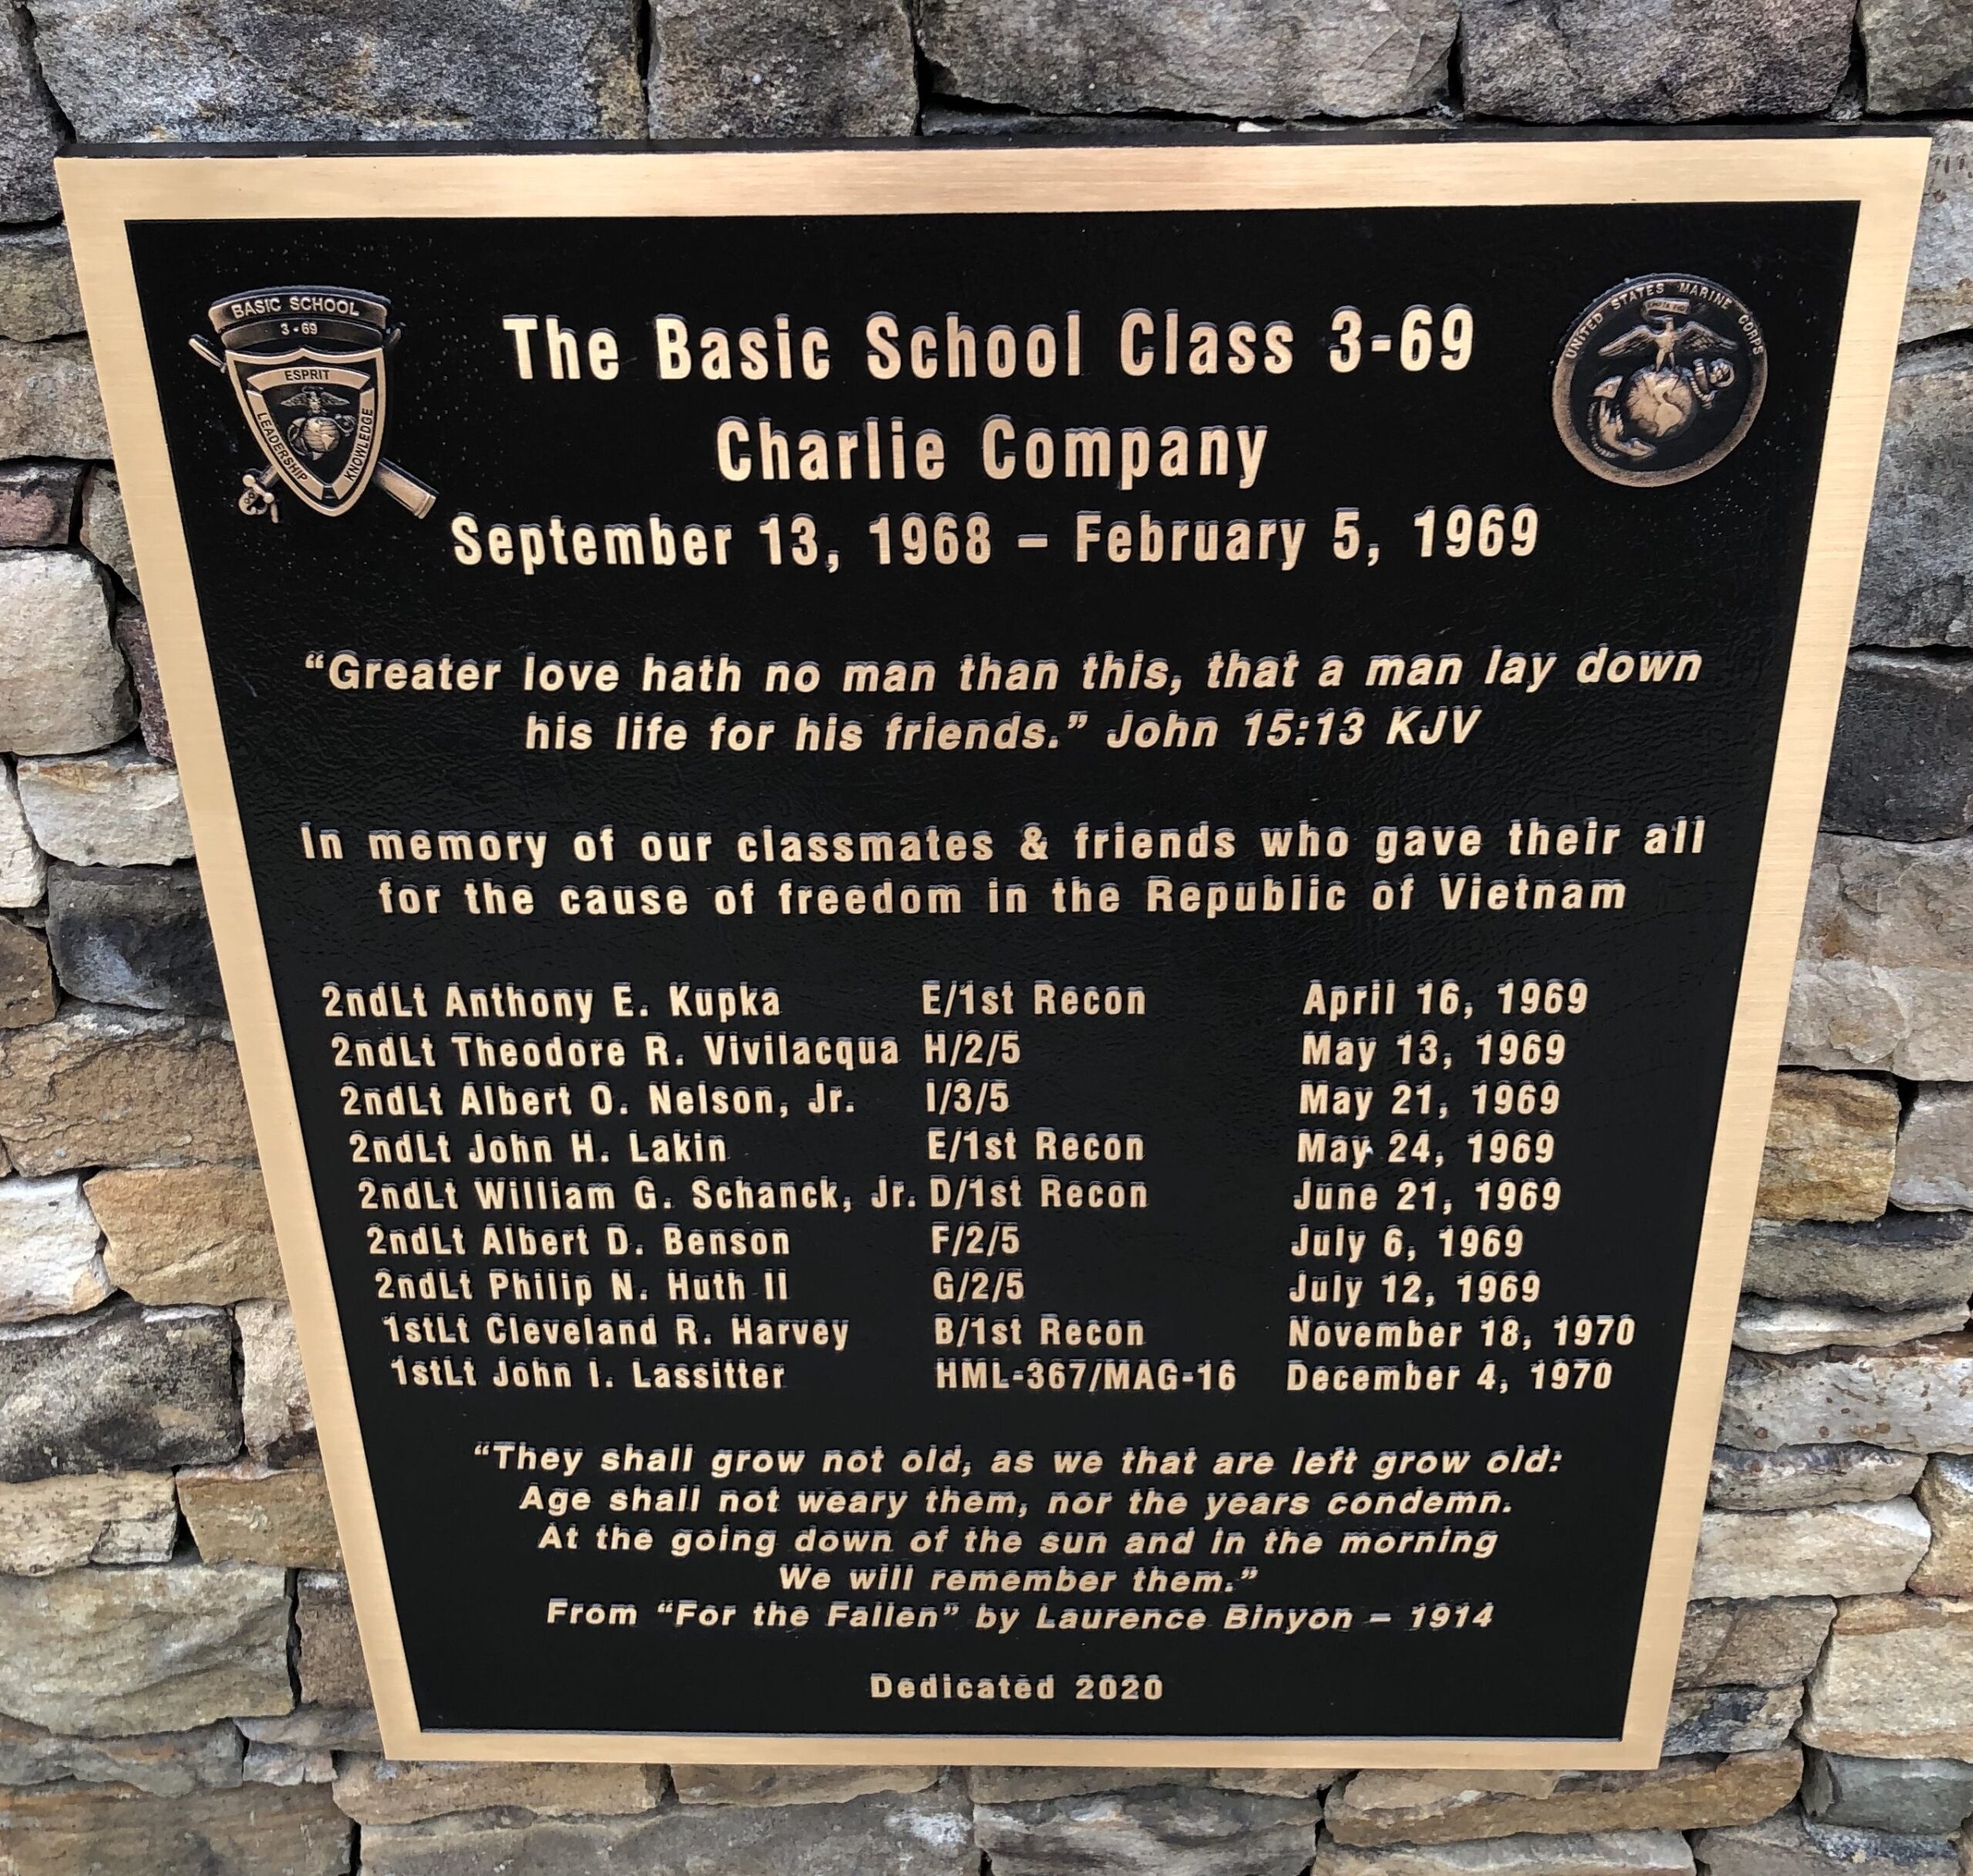 BASIC SCHOOL
3-69
ESPRIT
LEADERSHIP
KNOWLEDGE
UNITED STATES MARINE CORPS
The Basic School Class 3-69
Charlie Company
September 13, 1968 – February 5, 1969
“Greater love hath no man than this, that a man lay down
his life for his friends.” John 15:13 KJV
In memory of our classmates & friends who gave their all
for the cause of freedom in the Republic of Vietnam
2ndLt Anthony E. Kupka E/1st Recon April 16, 1969
2ndLt Theodore R. Vivilacqua H/2/5 May 13, 1969
2ndLt Albert O. Nelson, Jr. I/3/5 May 21, 1969
2ndLt John H. Lakin E/1st Recon May 24, 1969
2ndLt William G. Schanck, Jr. D/1st Recon June 21, 1969
2ndLt Albert D. Benson F/2/5 July 6, 1969
2ndLt Philip N. Huth II G/2/5 July 12, 1969
1stLt Cleveland R. Harvey B/1st Recon November 18, 1970
1stLt John I. Lassitter HML-367/MAG-16 December 4, 1970
“They shall grow not old, as we that are left grow old:
Age shall not weary them, nor the years condemn.
At the going down of the sun and in the morning
We will remember them.”
From “For the Fallen” by Laurence Binyon – 1914
Dedicated 2020